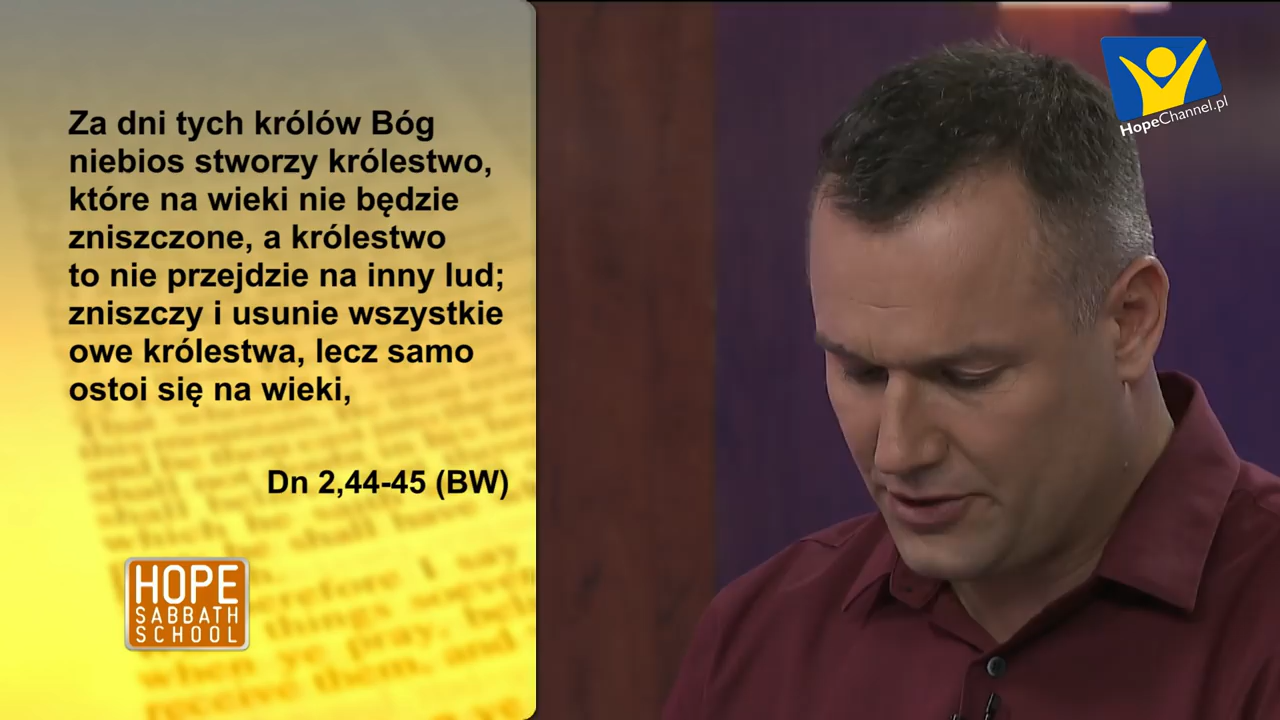 Za dni tych królów Bóg
niebios stworzy królestwo,
które na wieki nie będzie
zniszczone, a królestwo
to nie przejdzie na inny lud;
zniszczy i usunie wszystkie
owe królestwa, lecz samo
ostoi się na wieki,
Dn 2,44-45 (BW)
HOPE
SABBATH
SCHOOL
HopeChannel.pl